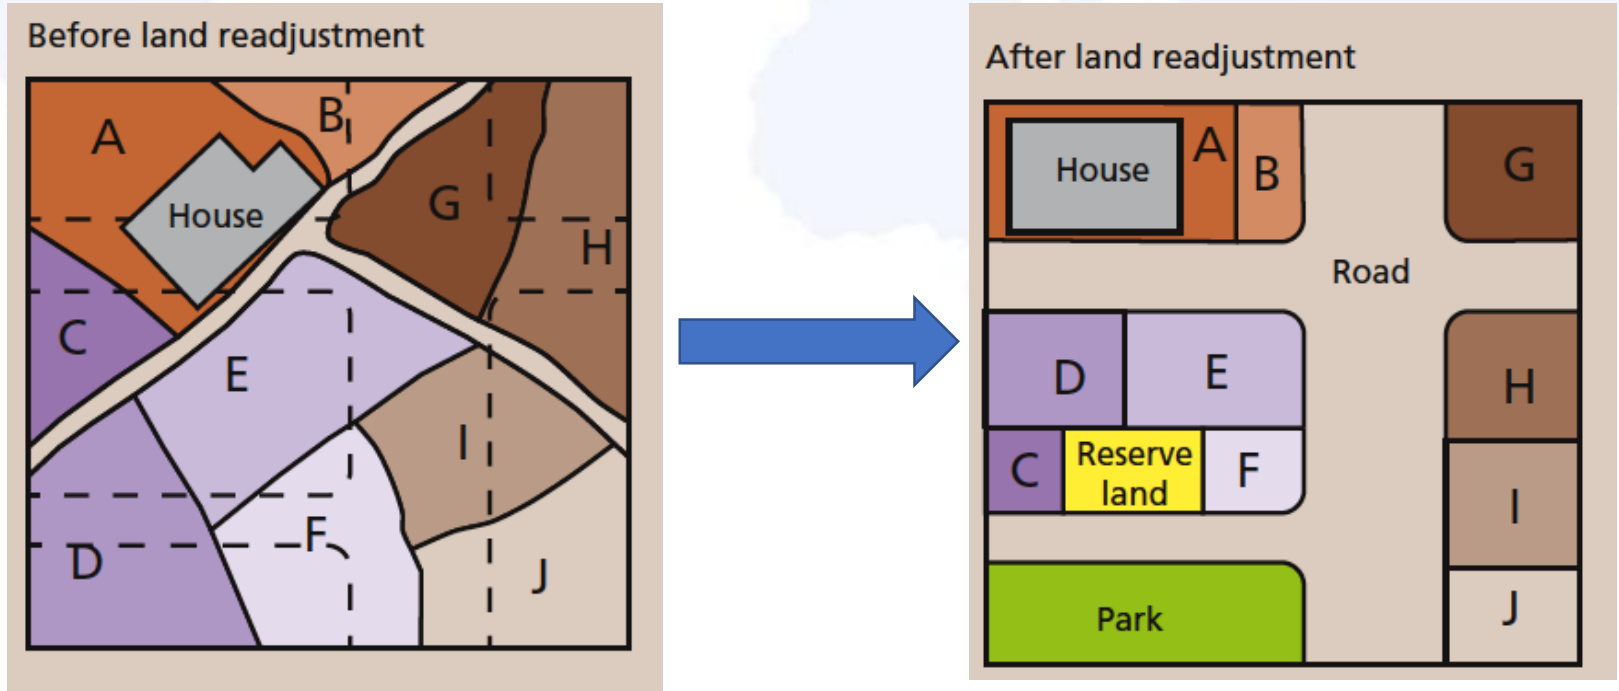 Before land readjustment
A
B
House
G
H
C
E
I
F
D
J
After land readjustment
House
A
B
G
Road
D
E
H
C
Reserve
land
F
I
Park
J